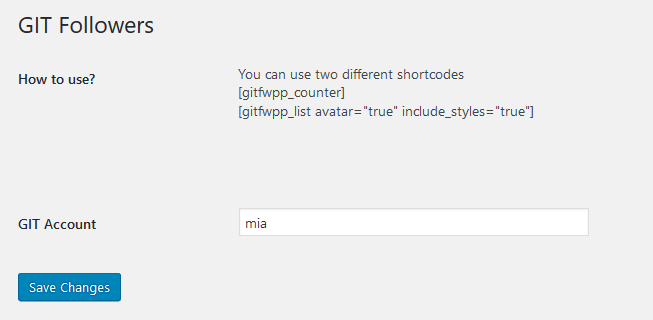 GIT Followers
How to use?
You can use two different shortcodes
[gitfwpp_counter]
[gitfwpp_list avatar="true" include_styles="true"]
GIT Account
mia
Save Changes